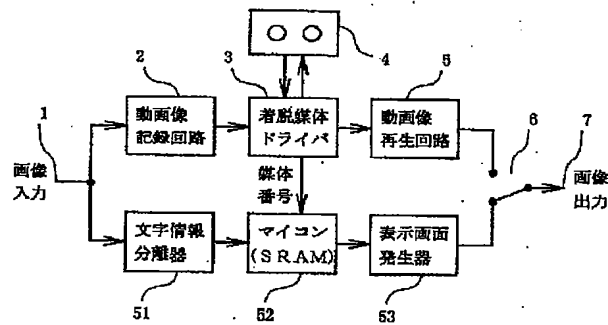 4
2
3
5
1
動画像
記録回路
着脱媒体
ドライバ
動画像
再生回路
6
7
画像
入力
媒体
番号
画像
出力
文字情報
分離器
マイコン
(SRAM)
表示画面
発生器
51
52
53